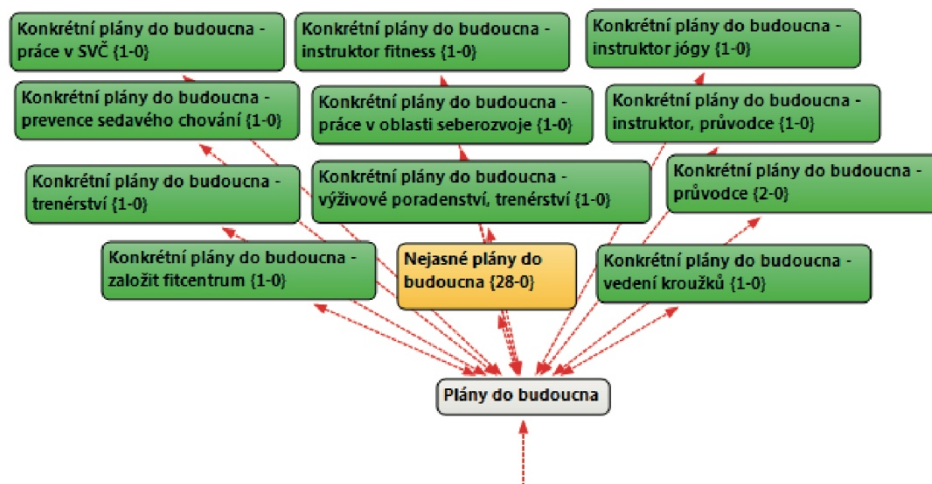 Konkrétní plány do budoucna -
práce v SVČ {1-0}
Konkrétní plány do budoucna -
instruktor fitness {1-0}
Konkrétní plány do budoucna -
instruktor jógy {1-0}
Konkrétní plány do budoucna -
prevence sedavého chování {1-0}
Konkrétní plány do budoucna -
práce v oblasti seberozvoje {1-0}
Konkrétní plány do budoucna -
instruktor, průvodce {1-0}
Konkrétní plány do budoucna -
trenérství {1-0}
Konkrétní plány do budoucna -
výživové poradenství, trenérství {1-0}
Konkrétní plány do budoucna -
průvodce {2-0}
Konkrétní plány do budoucna -
založit fitcentrum {1-0}
Nejasné plány do
budoucna {28-0}
Konkrétní plány do budoucna -
vedení kroužků {1-0}
Plány do budoucna